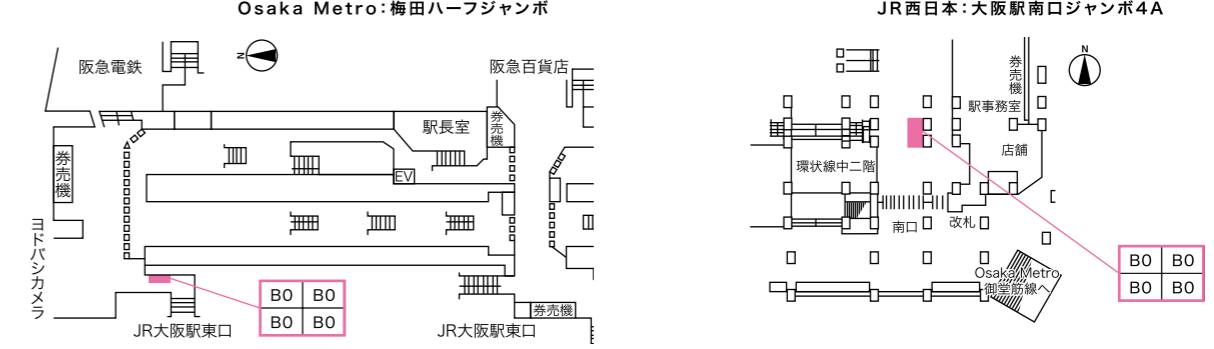 Osaka Metro：梅田ハーフジャンボ
阪急電鉄
N
阪急百貨店
駅長室
券売機
券売機
EV
ヨドバシカメラ
B0 B0
B0 B0
JR大阪駅東口
JR大阪駅東口
券売機
JR西日本：大阪駅南口ジャンボ4A
N
券売機
駅事務室
店舗
環状線中二階
南口
改札
Osaka Metro
御堂筋線へ
B0 B0
B0 B0